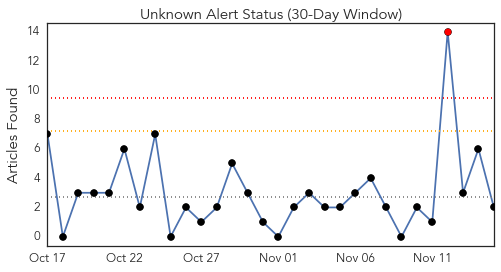 Unknown Alert Status (30-Day Window)
Articles Found
14
12
10
8
6
4
2
0
Oct 17 Oct 22 Oct 27 Nov 01 Nov 06 Nov 11